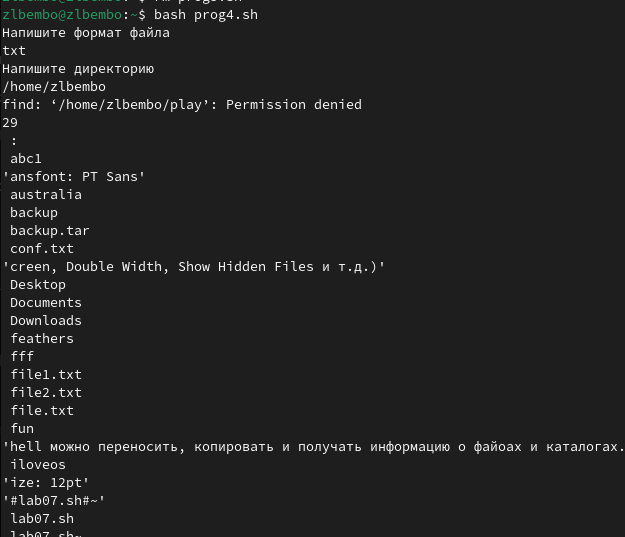 zlbembo@zlbembo:~$ bash prog4.sh
Напишите формат файла
txt
Напишите директорию
/home/zlbembo
find: ‘/home/zlbembo/play’: Permission denied
29
:
abc1
'ansfont: PT Sans'
australia
backup
backup.tar
conf.txt
'creen, Double Width, Show Hidden Files и т.д.)'
Desktop
Documents
Downloads
feathers
fff
file1.txt
file2.txt
file.txt
fun
'hell можно переносить, копировать и получать информацию о файоах и каталогах.
iloveos
'ize: 12pt'
'#lab07.sh#~'
lab07.sh
lab07.sh~